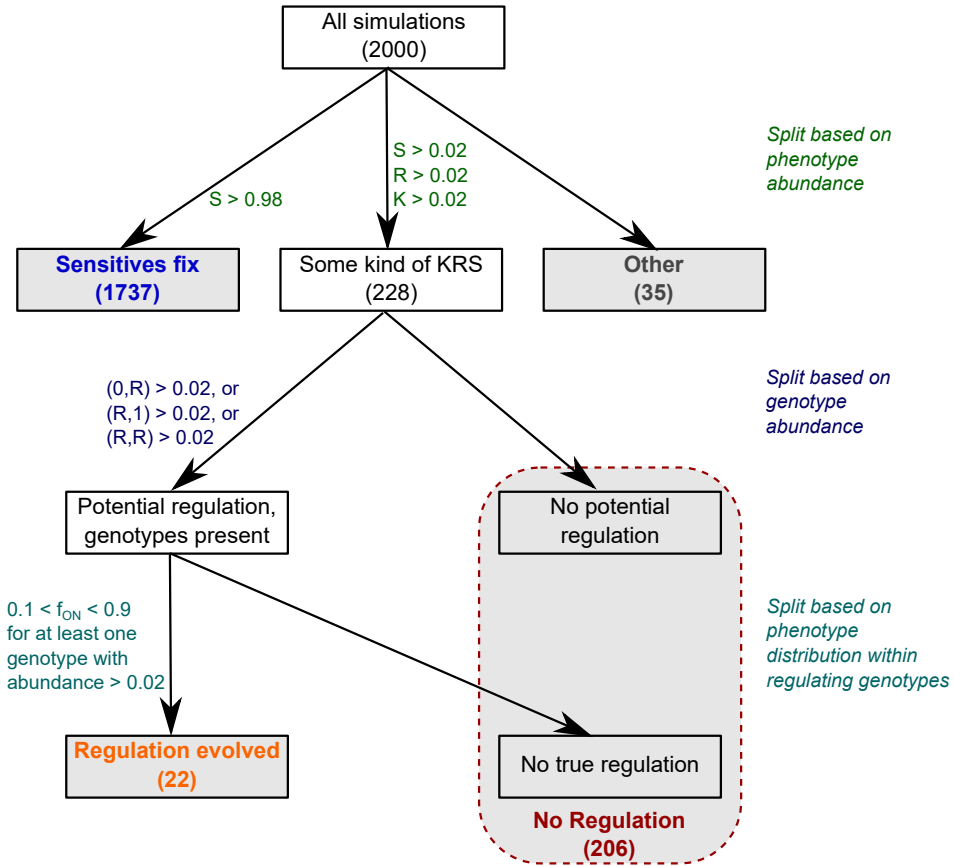 All simulations
(2000)
Split based on
phenotype
abundance
S > 0.98
S > 0.02
R > 0.02
K > 0.02
Sensitives fix
(1737)
Some kind of KRS
(228)
Other
(35)
(0,R) > 0.02, or
(R,1) > 0.02, or
(R,R) > 0.02
Split based on
genotype
abundance
Potential regulation,
genotypes present
No potential
regulation
0.1 < fON < 0.9
for at least one
genotype with
abundance > 0.02
Split based on
phenotype
distribution within
regulating genotypes
Regulation evolved
(22)
No true regulation
No Regulation
(206)